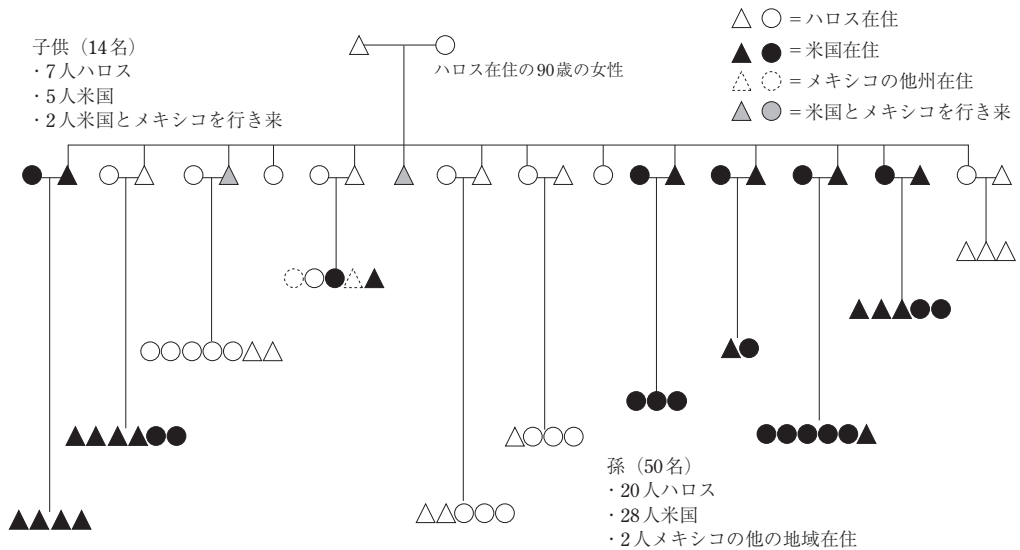 子供（14名）
・7人ハロス
・5人米国
・2人米国とメキシコを行き来
ハロス在住の90歳の女性
＝ハロス在住
＝米国在住
＝メキシコの他州在住
＝米国とメキシコを行き来
孫（50名）
・20人ハロス
・28人米国
・2人メキシコの他の地域在住